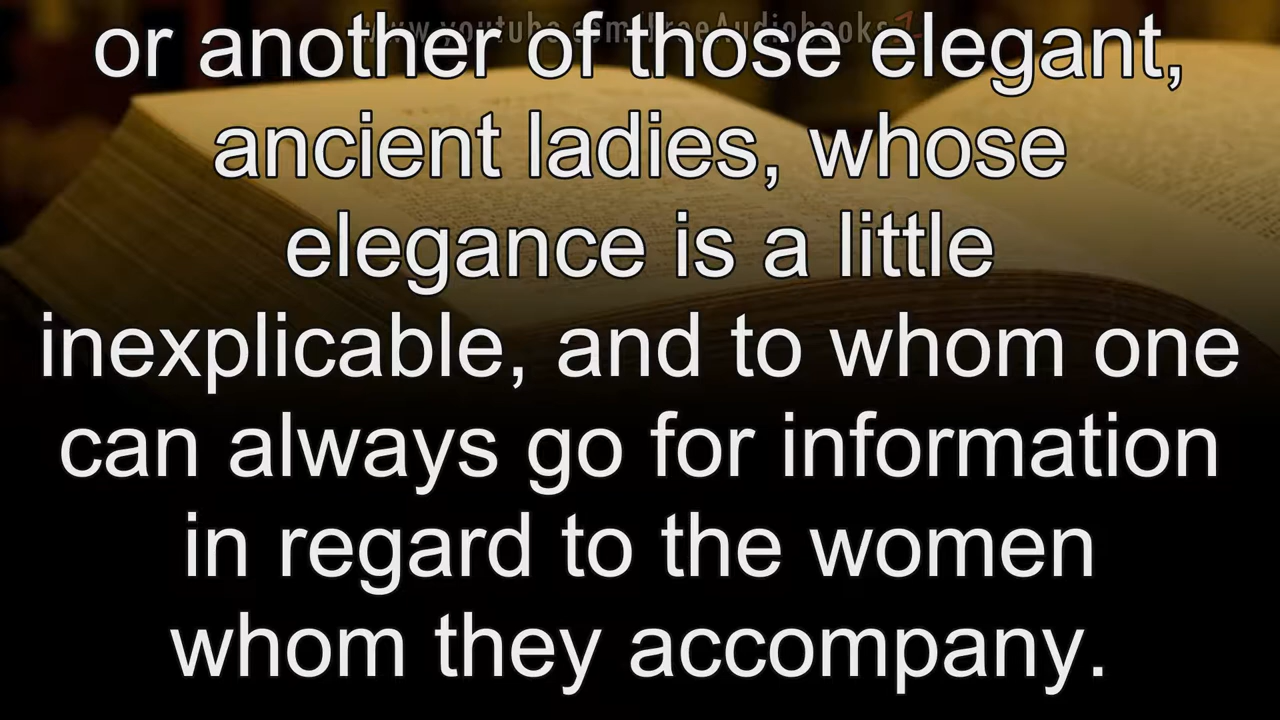 www.youtube.com/FreeAudiobooks
or another of those elegant,
ancient ladies, whose
elegance is a little
inexplicable, and to whom one
can always go for information
in regard to the women
whom they accompany.